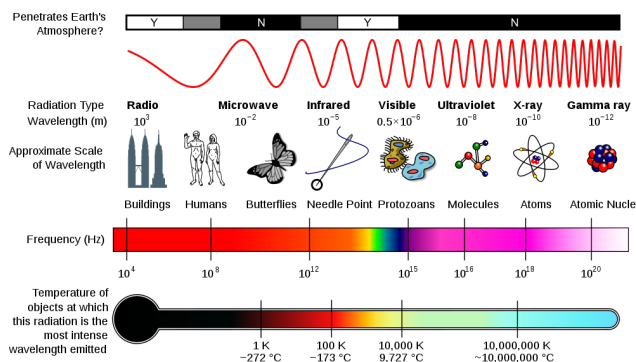 Penetrates Earth's
Atmosphere?
Y N Y N
Radiation Type Radio Microwave Infrared Visible Ultraviolet X-ray Gamma ray
Wavelength (m) 10³ 10⁻² 10⁻⁵ 0.5×10⁻⁶ 10⁻⁸ 10⁻¹⁰ 10⁻¹²
Approximate Scale
of Wavelength
Buildings Humans Butterflies Needle Point Protozoans Molecules Atoms Atomic Nucle
Frequency (Hz)
10⁴ 10⁸ 10¹² 10¹⁵ 10¹⁶ 10¹⁸ 10²⁰
Temperature of
objects at which
this radiation is the
most intense
wavelength emitted
1 K 100 K 10,000 K 10,000,000 K
−272 °C −173 °C 9,727 °C ~10,000,000 °C